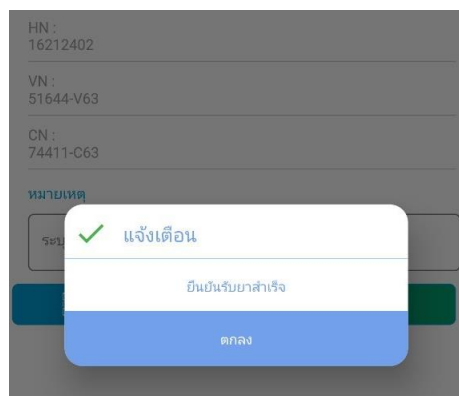 HN :
16212402
VN :
51644-V63
CN :
74411-C63
หมายเหตุ
ระบุ
แจ้งเตือน
ยืนยันรับยาสำเร็จ
ตกลง